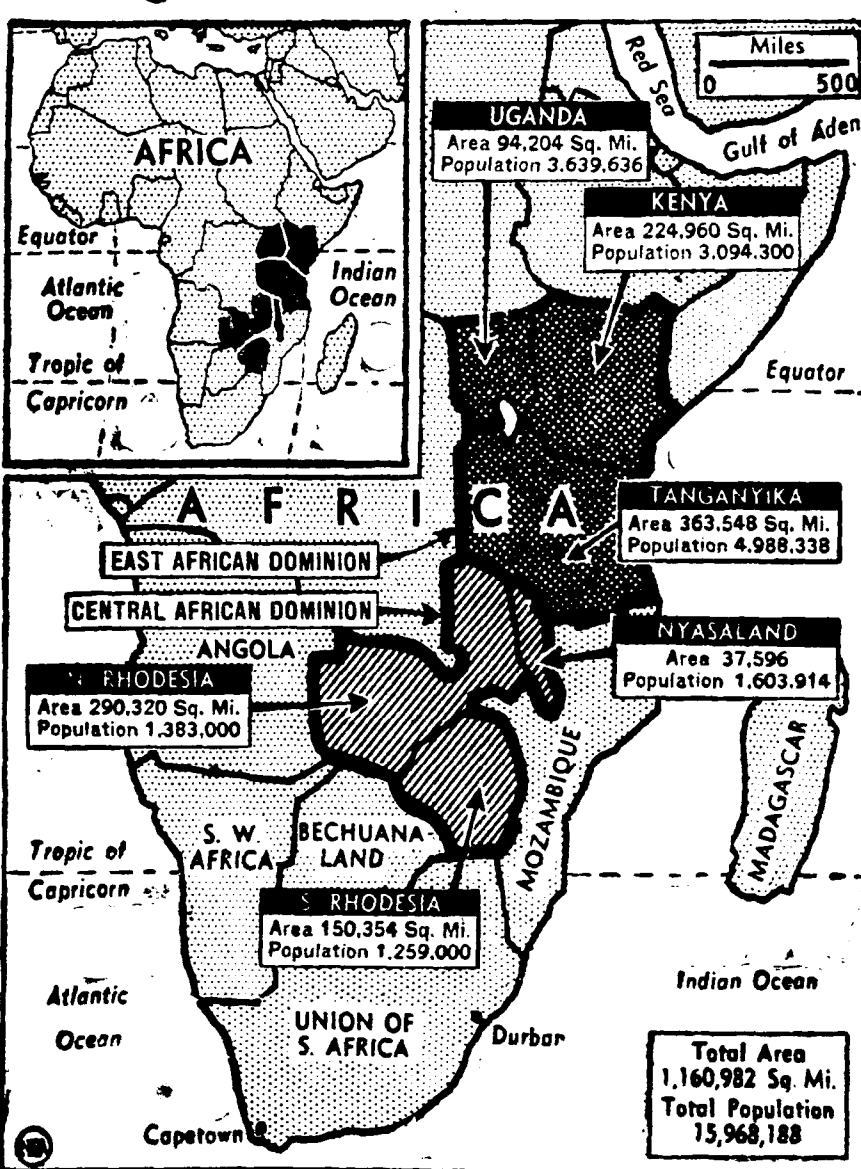 AFRICA
Equator
Atlantic
Ocean
Indian
Ocean
Tropic of
Capricorn
Miles
0 500
Red Sea
Gulf of Aden
UGANDA
Area 94,204 Sq. Mi.
Population 3.639.636
KENYA
Area 224,960 Sq. Mi.
Population 3.094.300
Equator
AFRICA
TANGANYIKA
Area 363,548 Sq. Mi.
Population 4.988.338
EAST AFRICAN DOMINION
CENTRAL AFRICAN DOMINION
ANGOLA
NYASALAND
Area 37,596
Population 1.603.914
N. RHODESIA
Area 290,320 Sq. Mi.
Population 1,383,000
MOZAMBIQUE
MADAGASCAR
S. W.
AFRICA
BECHUANA-
LAND
Tropic of
Capricorn
S. RHODESIA
Area 150,354 Sq. Mi.
Population 1.259.000
Atlantic
Ocean
Indian Ocean
UNION OF
S. AFRICA
Durban
Capetown
Total Area
1,160,982 Sq. Mi.
Total Population
15,968,188
NEA